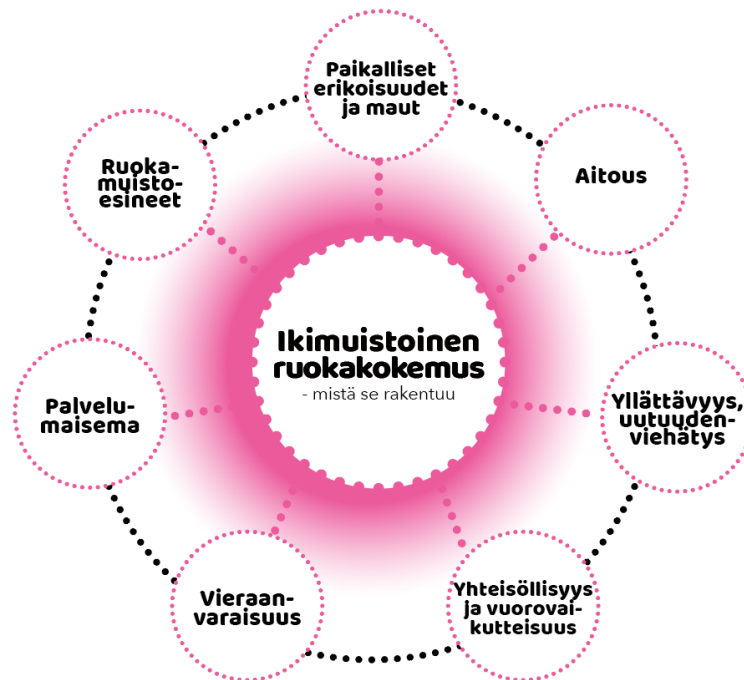 Paikalliset
erikoisuudet
ja maut
Aitous
Yllättävyys,
uutuuden-
viehätys
Yhteisöllisyys
ja vuorovai-
kutteisuus
Vieraan-
varaisuus
Palvelu-
maisema
Ruoka-
muisto-
esineet
Ikimuistoinen
ruokakokemus
- mistä se rakentuu